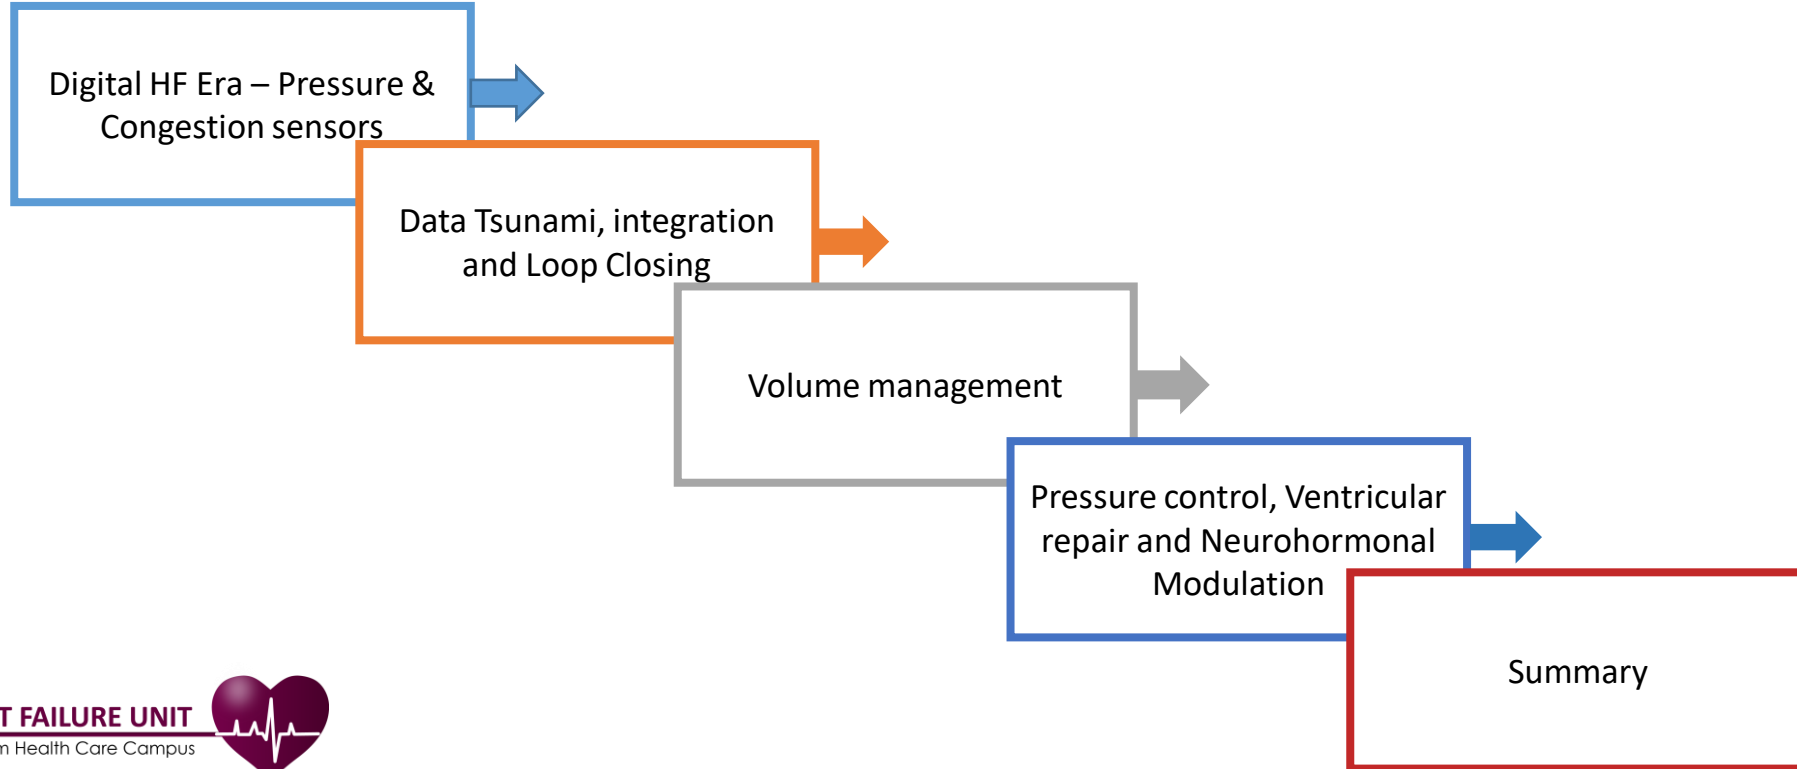 Digital HF Era – Pressure &
Congestion sensors
Data Tsunami, integration
and Loop Closing
Volume management
Pressure control, Ventricular
repair and Neurohormonal
Modulation
Summary
T FAILURE UNIT
m Health Care Campus